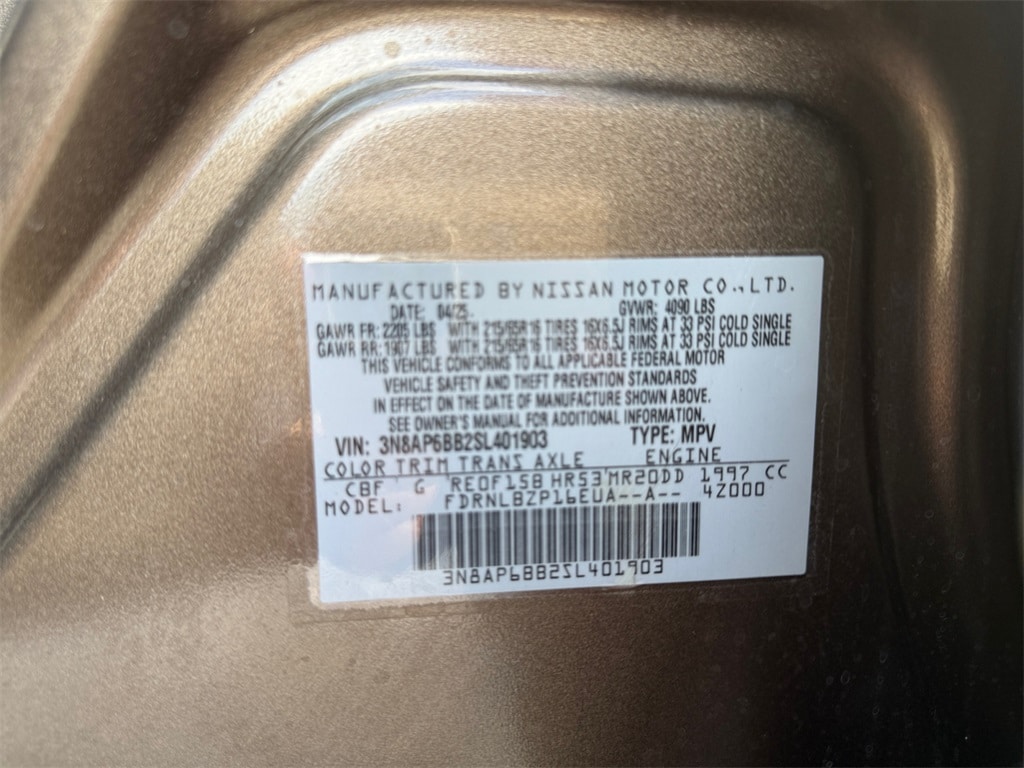 MANUFACTURED BY NISSAN MOTOR CO.,LTD.
DATE: 04/25. GVWR: 4090 LBS
GAWR FR: 2205 LBS WITH 215/65R16 TIRES 16X6.5J RIMS AT 33 PSI COLD SINGLE
GAWR RR: 1907 LBS WITH 215/65R16 TIRES 16X6.5J RIMS AT 33 PSI COLD SINGLE
THIS VEHICLE CONFORMS TO ALL APPLICABLE FEDERAL MOTOR
VEHICLE SAFETY AND THEFT PREVENTION STANDARDS
IN EFFECT ON THE DATE OF MANUFACTURE SHOWN ABOVE.
SEE OWNER'S MANUAL FOR ADDITIONAL INFORMATION.
VIN: 3N8AP6BB2SL401903 TYPE: MPV
COLOR TRIM TRANS AXLE ENGINE
CBF G RE0F15B HR53 MR20DD 1997 CC
MODEL: FDRNLBZP16EUA--A-- 4Z000
3N8AP6BB2SL401903